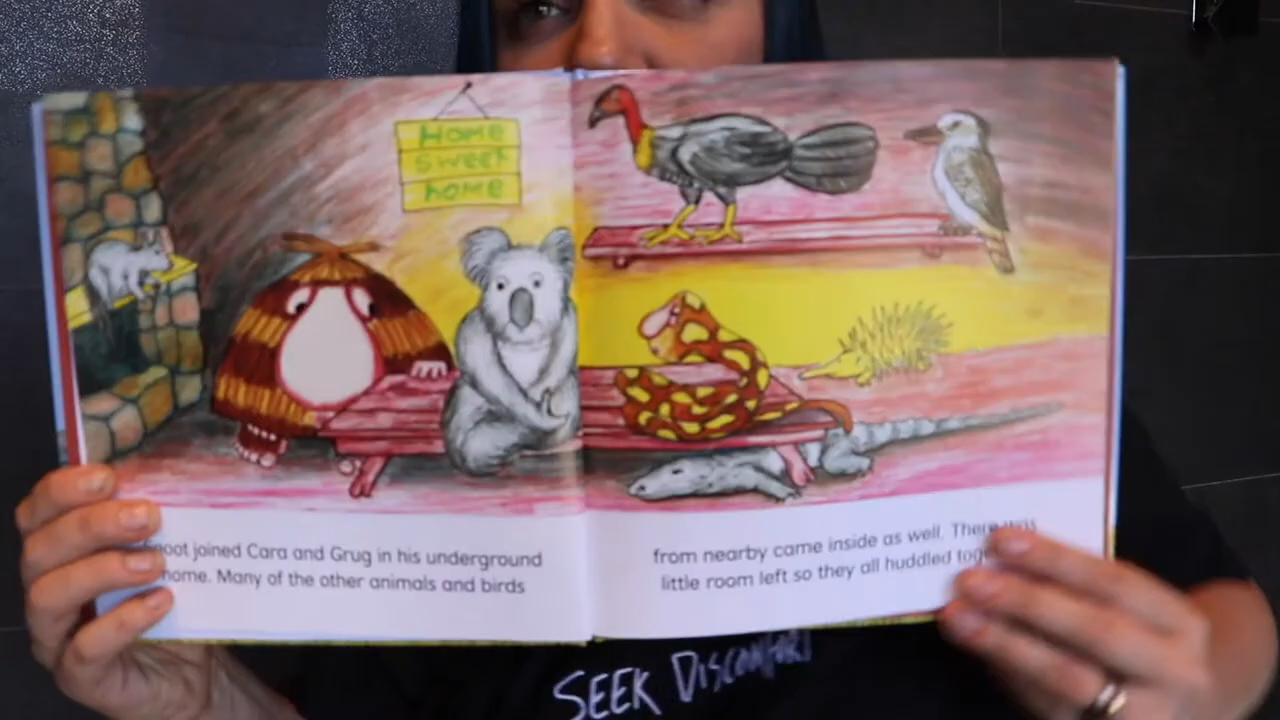 Home
Sweet
home
joined Cara and Grug in his underground
home. Many of the other animals and birds
from nearby came inside as well. There was
little room left so they all huddled
SEEK DISCOMFORT